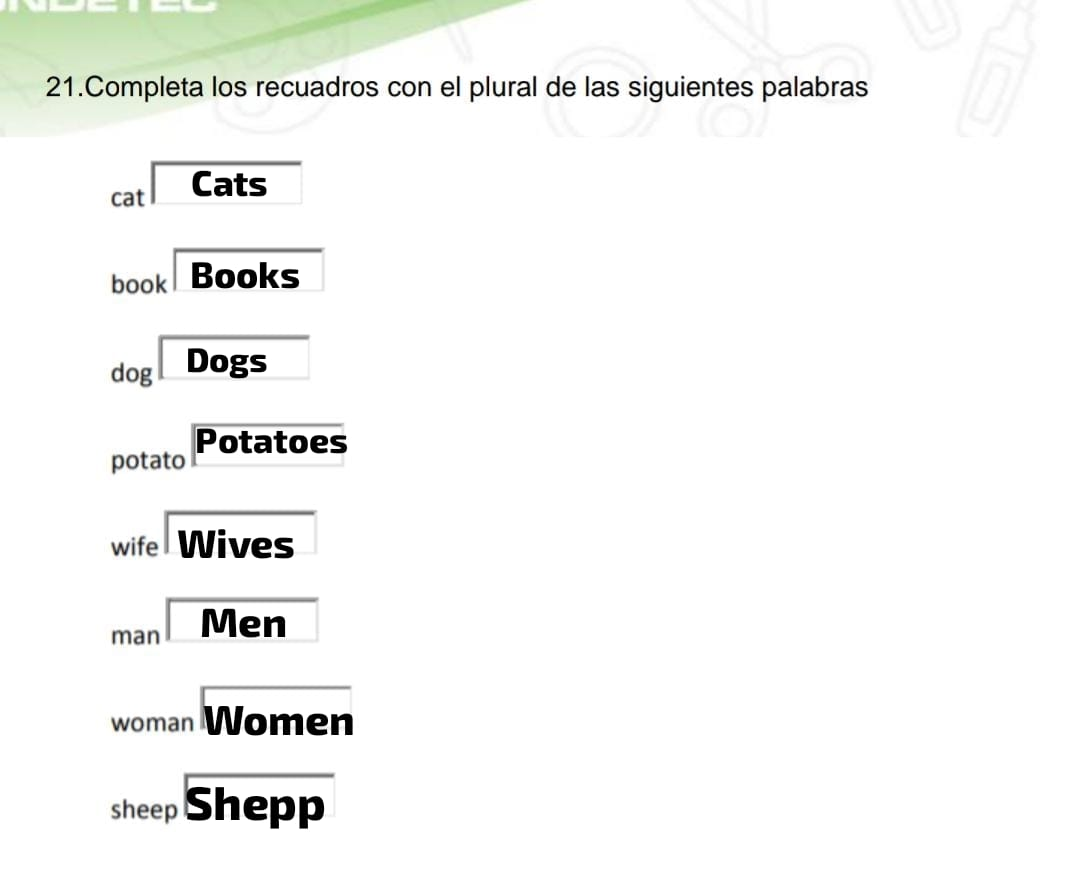 21.Completa los recuadros con el plural de las siguientes palabras
cat Cats
book Books
dog Dogs
potato Potatoes
wife Wives
man Men
woman Women
sheep Shepp